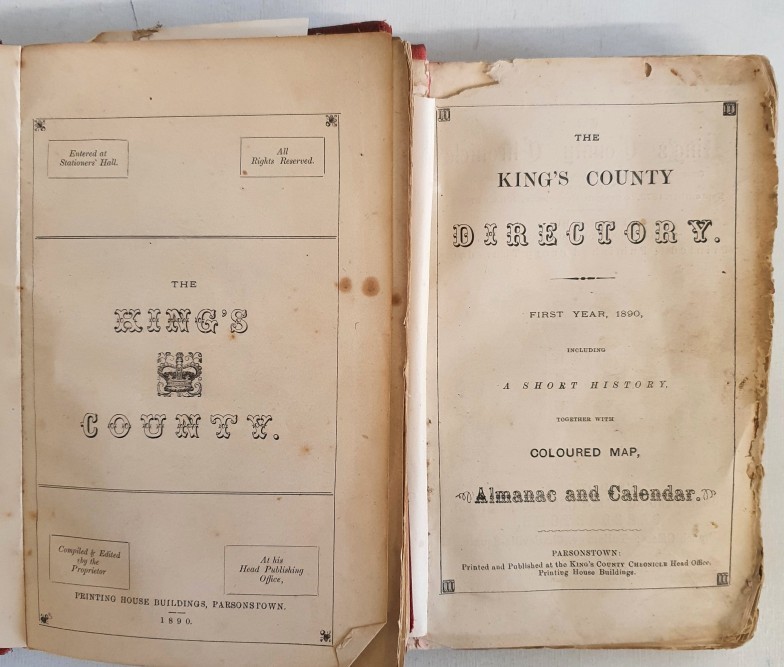 Entered at
Stationers' Hall.
All
Rights Reserved.
THE
KING'S
COUNTY.
Compiled & Edited
by the
Proprietor
At his
Head Publishing
Office,
PRINTING HOUSE BUILDINGS, PARSONSTOWN.
1890.
THE
KING'S COUNTY
DIRECTORY.
FIRST YEAR, 1890,
INCLUDING
A SHORT HISTORY,
TOGETHER WITH
COLOURED MAP,
Almanac and Calendar.
PARSONSTOWN:
Printed and Published at the KING'S COUNTY CHRONICLE Head Office,
Printing House Buildings.